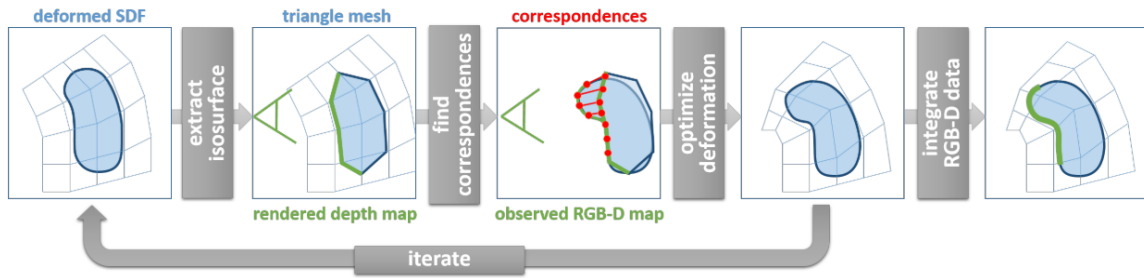 deformed SDF
triangle mesh
correspondences
extract
isosurface
find
correspondences
optimize
deformation
integrate
RGB-D data
rendered depth map
observed RGB-D map
iterate